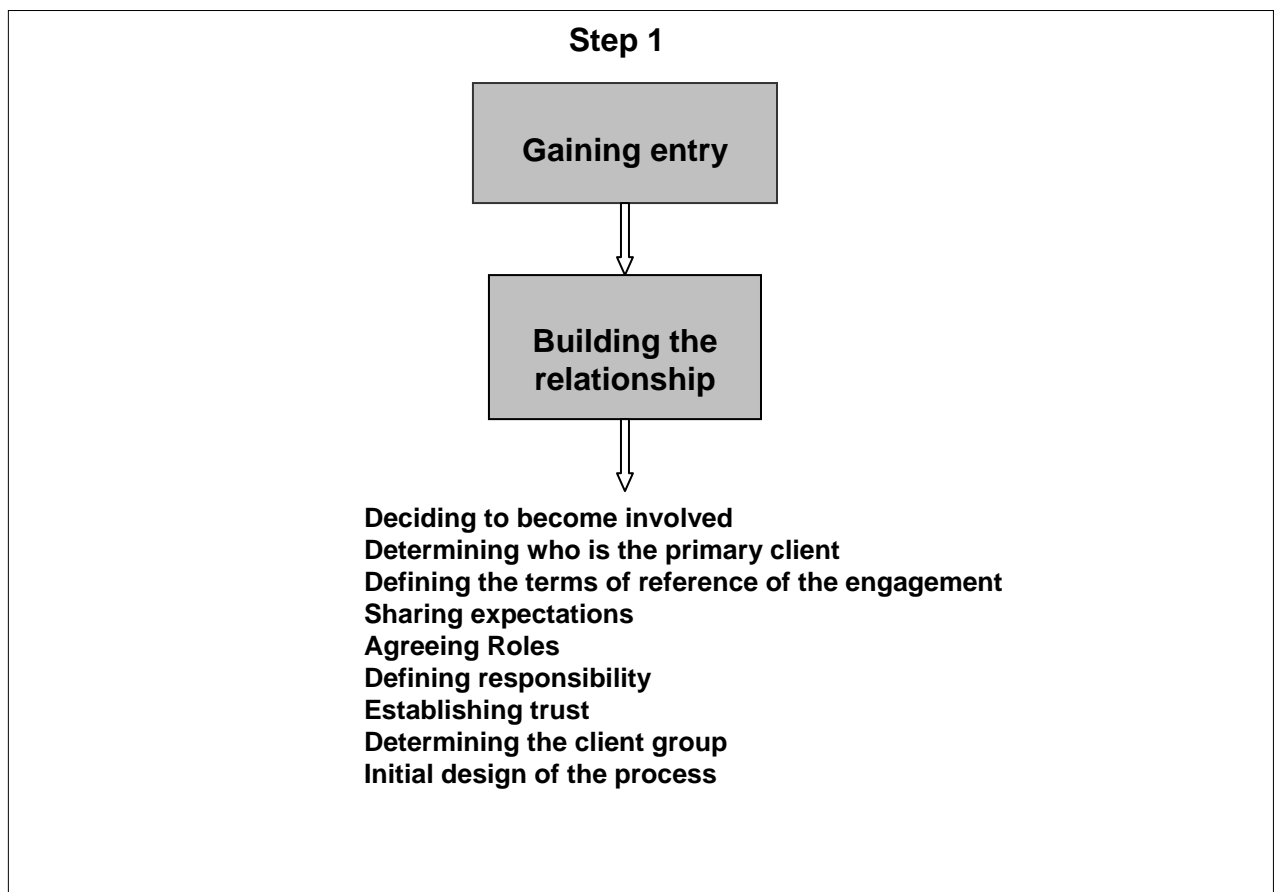 Step 1
Gaining entry
Building the
relationship
Deciding to become involved
Determining who is the primary client
Defining the terms of reference of the engagement
Sharing expectations
Agreeing Roles
Defining responsibility
Establishing trust
Determining the client group
Initial design of the process